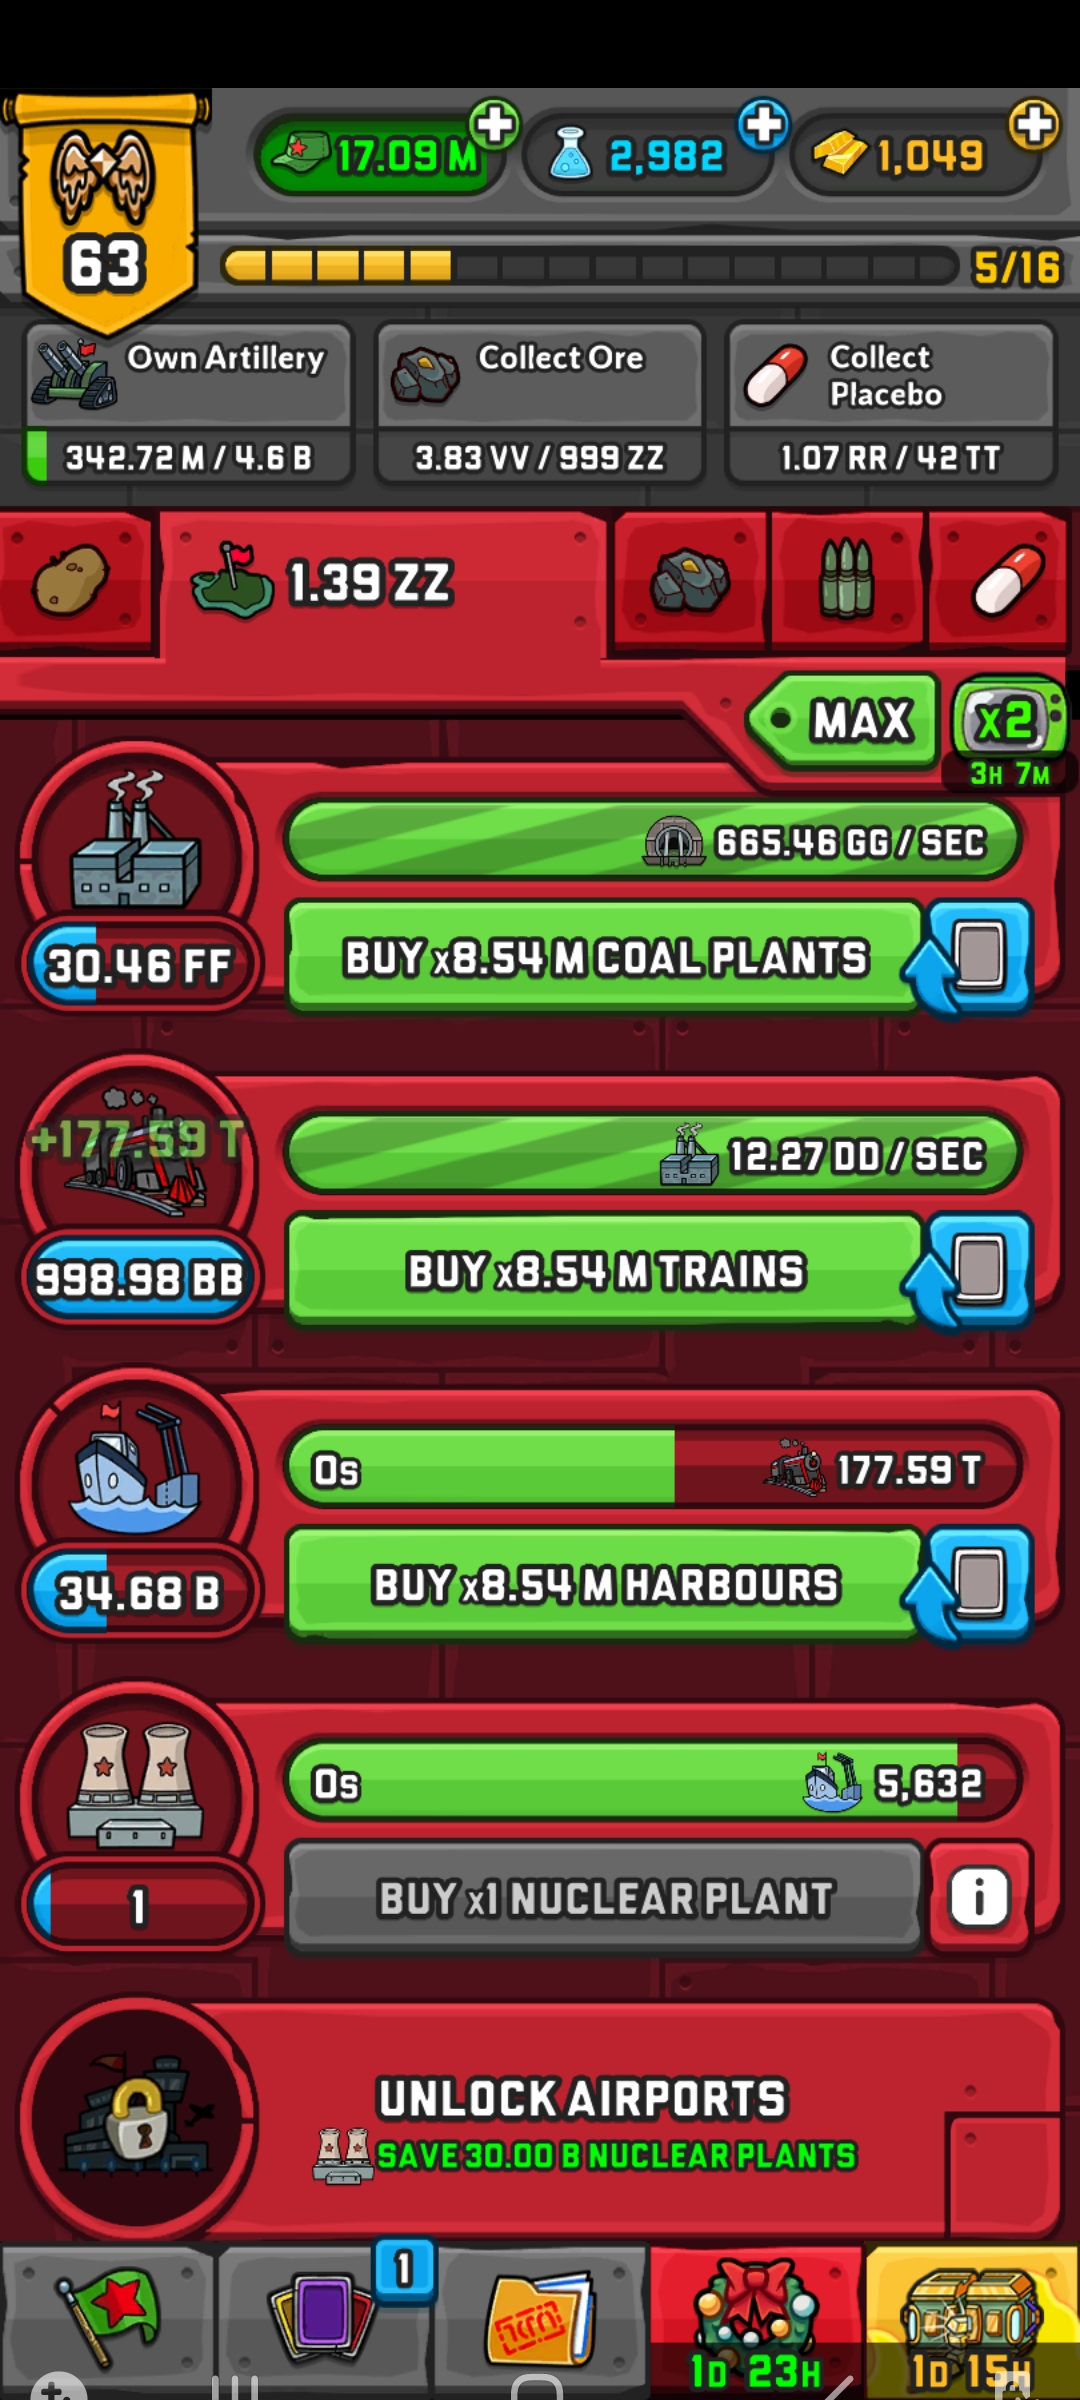 17.09 M
2,982
1,049
63
5/16
Own Artillery
342.72 M / 4.6 B
Collect Ore
3.83 VV / 999 ZZ
Collect
Placebo
1.07 RR / 42 TT
1.39 ZZ
MAX
x2
3H 7M
665.46 GG / SEC
30.46 FF
BUY x8.54 M COAL PLANTS
+177.59 T
12.27 DD / SEC
998.98 BB
BUY x8.54 M TRAINS
0s
177.59 T
34.68 B
BUY x8.54 M HARBOURS
0s
5,632
1
BUY x1 NUCLEAR PLANT
i
UNLOCK AIRPORTS
SAVE 30.00 B NUCLEAR PLANTS
1
1D 23H
1D 15H